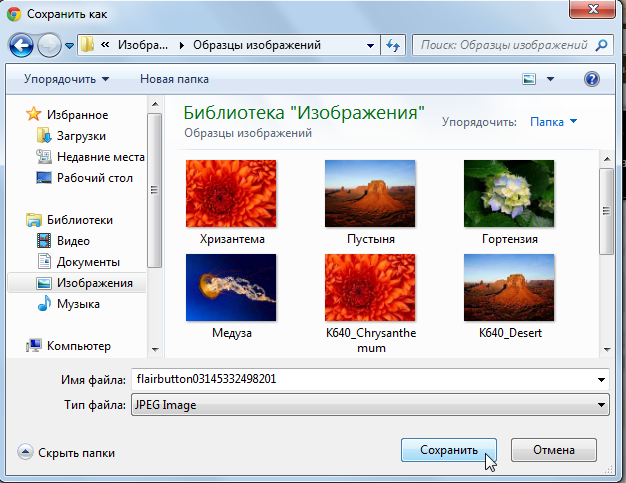 Сохранить как
« Изобра... Образцы изображений
Поиск: Образцы изображений
Упорядочить Новая папка
Избранное
Загрузки
Недавние места
Рабочий стол
Библиотеки
Видео
Документы
Изображения
Музыка
Компьютер
Библиотека "Изображения"
Образцы изображений
Упорядочить: Папка
Хризантема Пустыня Гортензия
Медуза K640_Chrysanthe K640_Desert
mum
Имя файла: flairbutton03145332498201
Тип файла: JPEG Image
Скрыть папки Сохранить Отмена